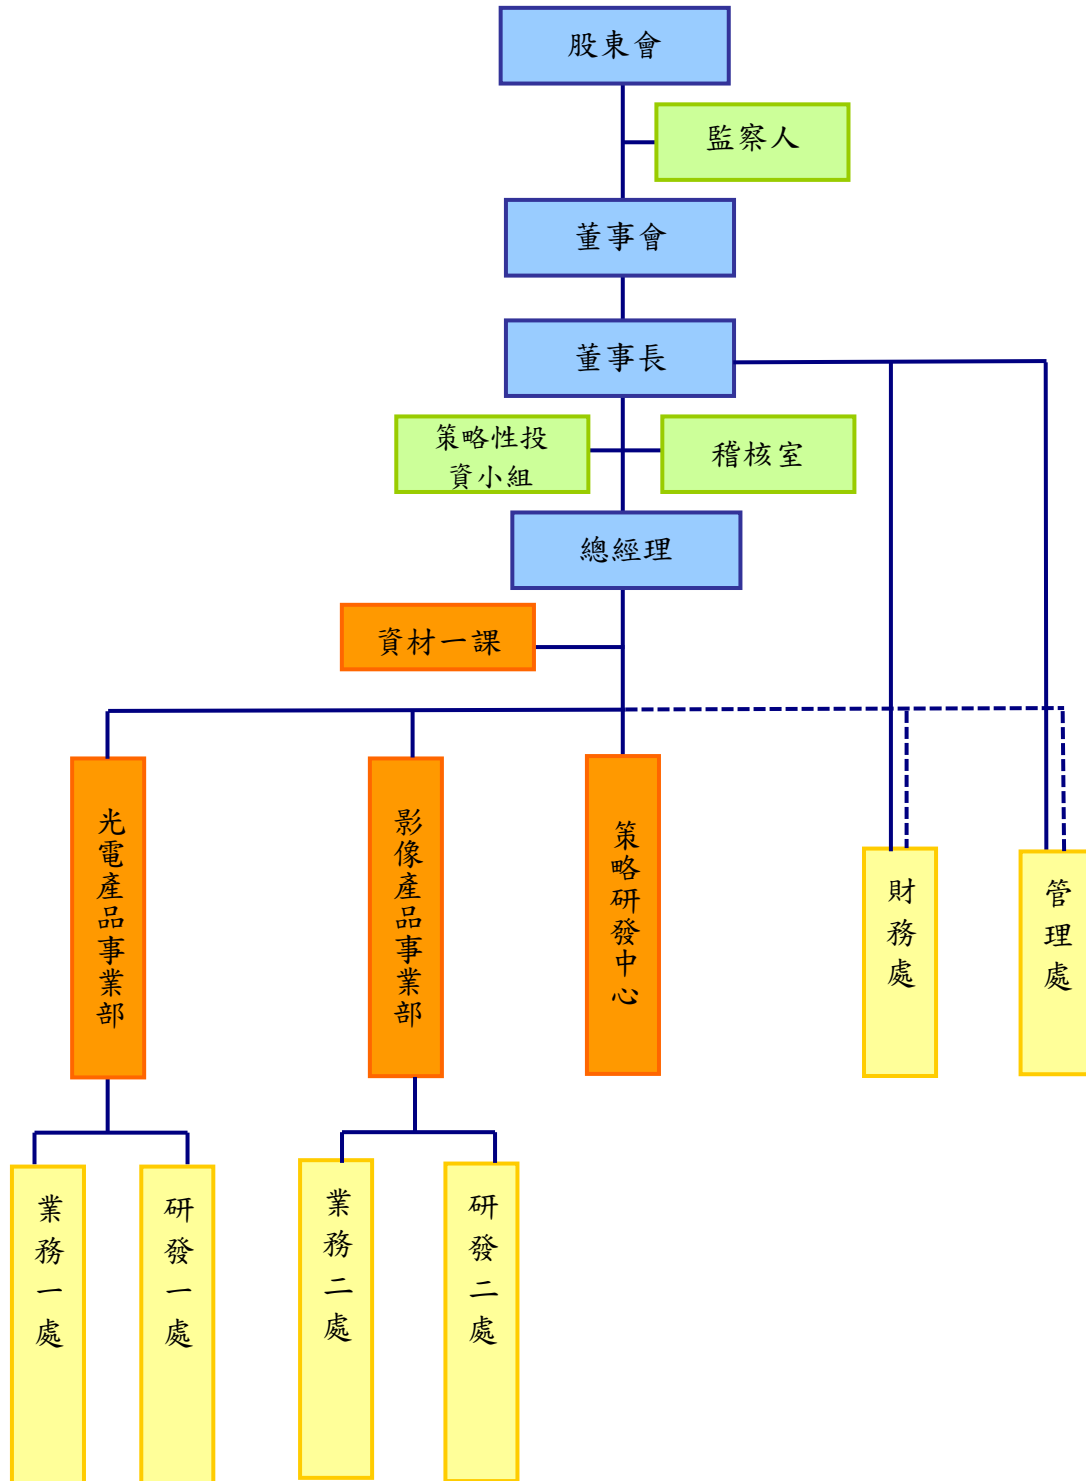 股東會
監察人
董事會
董事長
策略性投
資小組
稽核室
總經理
資材一課
光電產品事業部
影像產品事業部
策略研發中心
財務處
管理處
業務一處
研發一處
業務二處
研發二處